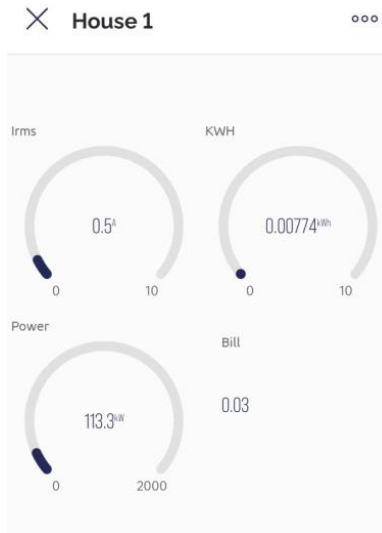 House 1
Irms
KWH
0.5A
0.00774kWh
0 10
0 10
Power
Bill
113.3kW
0.03
0 2000